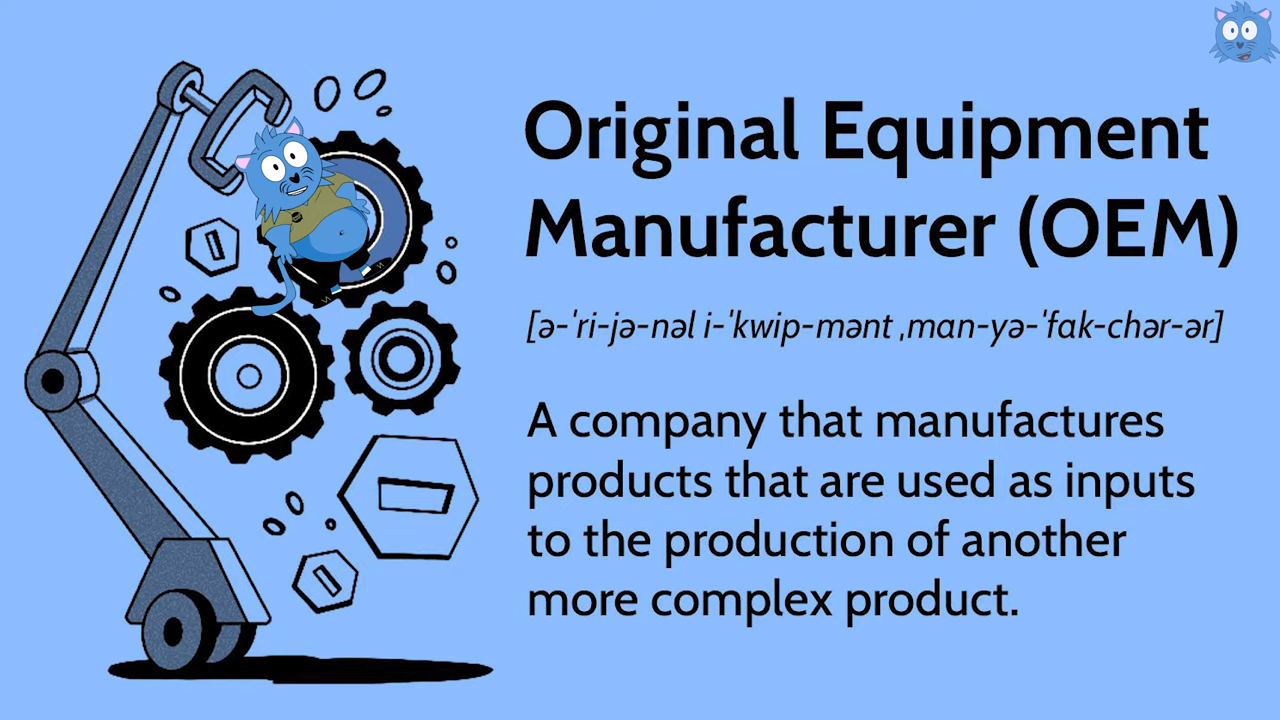 Original Equipment
Manufacturer (OEM)
[ə-ˈri-jə-nəl i-ˈkwip-mənt ˌman-yə-ˈfak-chər-ər]
A company that manufactures
products that are used as inputs
to the production of another
more complex product.